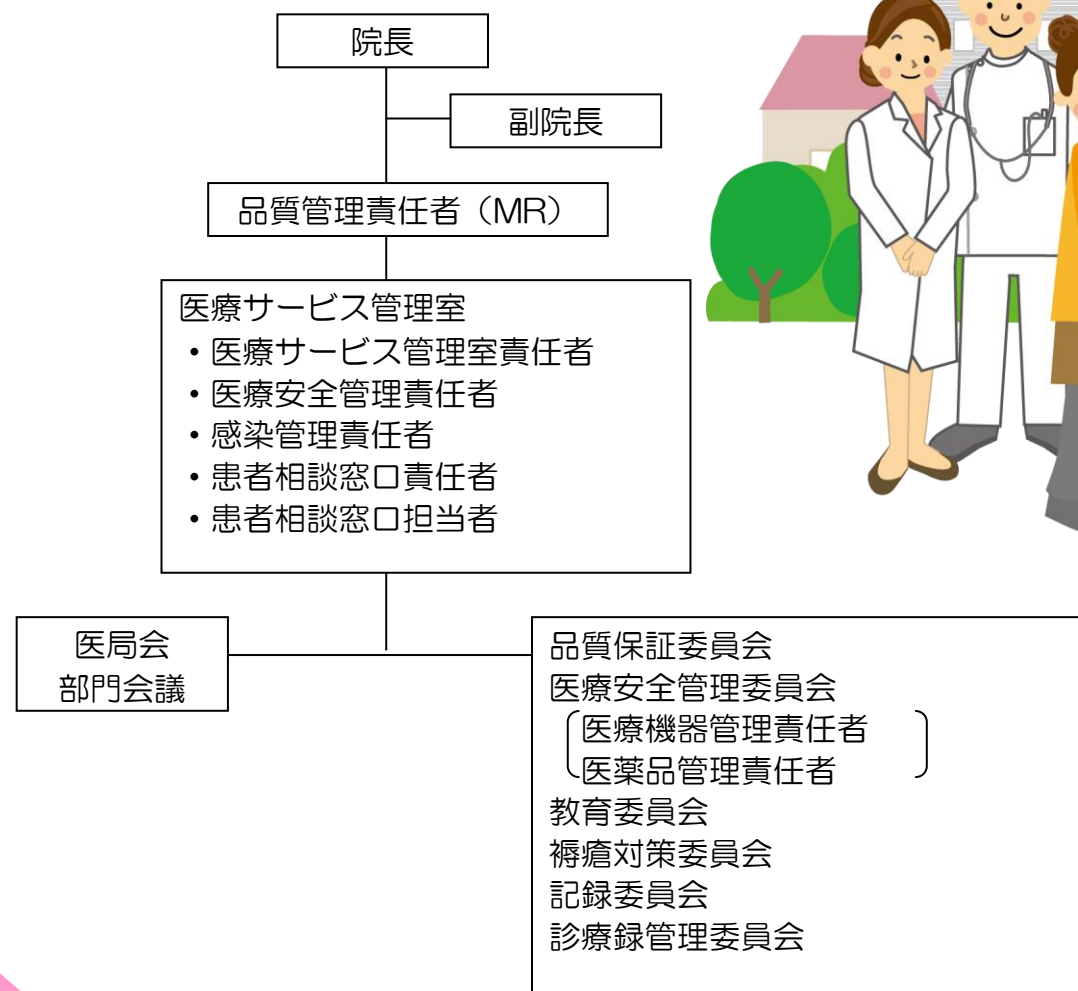 院長
副院長
品質管理責任者（MR）
医療サービス管理室
・医療サービス管理室責任者
・医療安全管理責任者
・感染管理責任者
・患者相談窓口責任者
・患者相談窓口担当者
医局会
部門会議
品質保証委員会
医療安全管理委員会
医療機器管理責任者
医薬品管理責任者
教育委員会
褥瘡対策委員会
記録委員会
診療録管理委員会